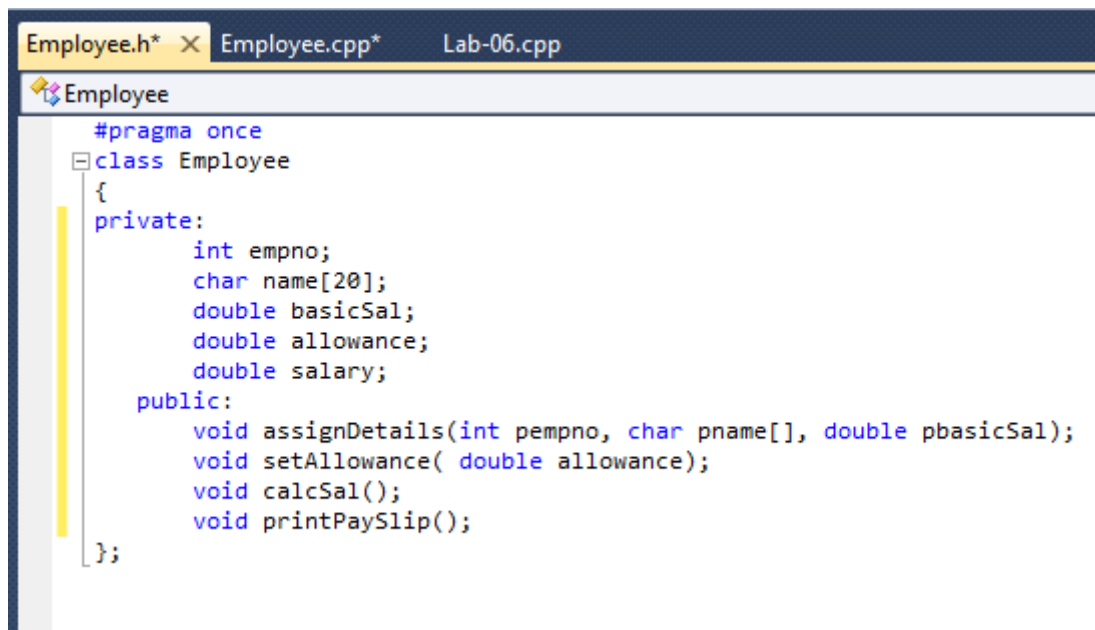 Employee.h* × Employee.cpp* Lab-06.cpp
Employee
#pragma once
class Employee
{
private:
int empno;
char name[20];
double basicSal;
double allowance;
double salary;
public:
void assignDetails(int pempno, char pname[], double pbasicSal);
void setAllowance( double allowance);
void calcSal();
void printPaySlip();
};